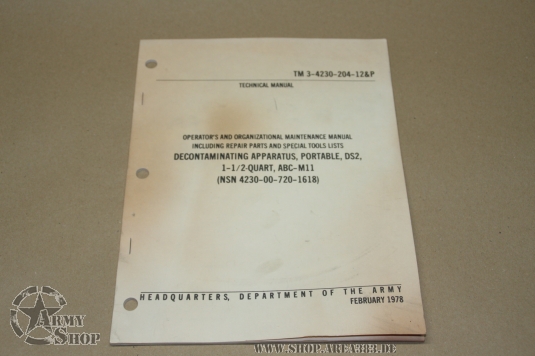 TM 3-4230-204-12&P
TECHNICAL MANUAL
OPERATOR'S AND ORGANIZATIONAL MAINTENANCE MANUAL
INCLUDING REPAIR PARTS AND SPECIAL TOOLS LISTS
DECONTAMINATING APPARATUS, PORTABLE, DS2,
1-1/2-QUART, ABC-M11
(NSN 4230-00-720-1618)
HEADQUARTERS, DEPARTMENT OF THE ARMY
FEBRUARY 1978
ARMY
SHOP